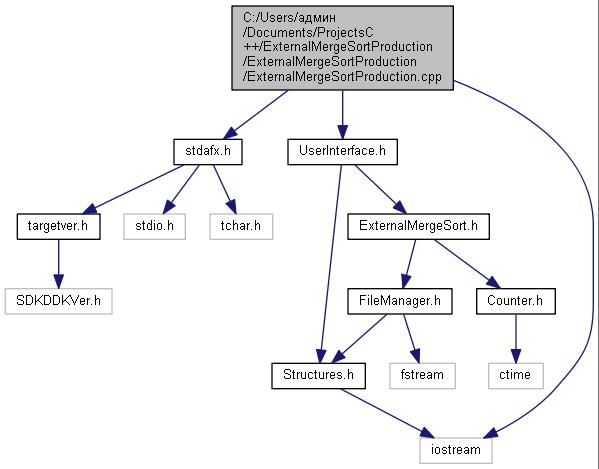 C:/Users/админ
/Documents/ProjectsC
++/ExternalMergeSortProduction
/ExternalMergeSortProduction
/ExternalMergeSortProduction.cpp
stdafx.h
UserInterface.h
targetver.h
stdio.h
tchar.h
ExternalMergeSort.h
SDKDDKVer.h
FileManager.h
Counter.h
Structures.h
fstream
ctime
iostream